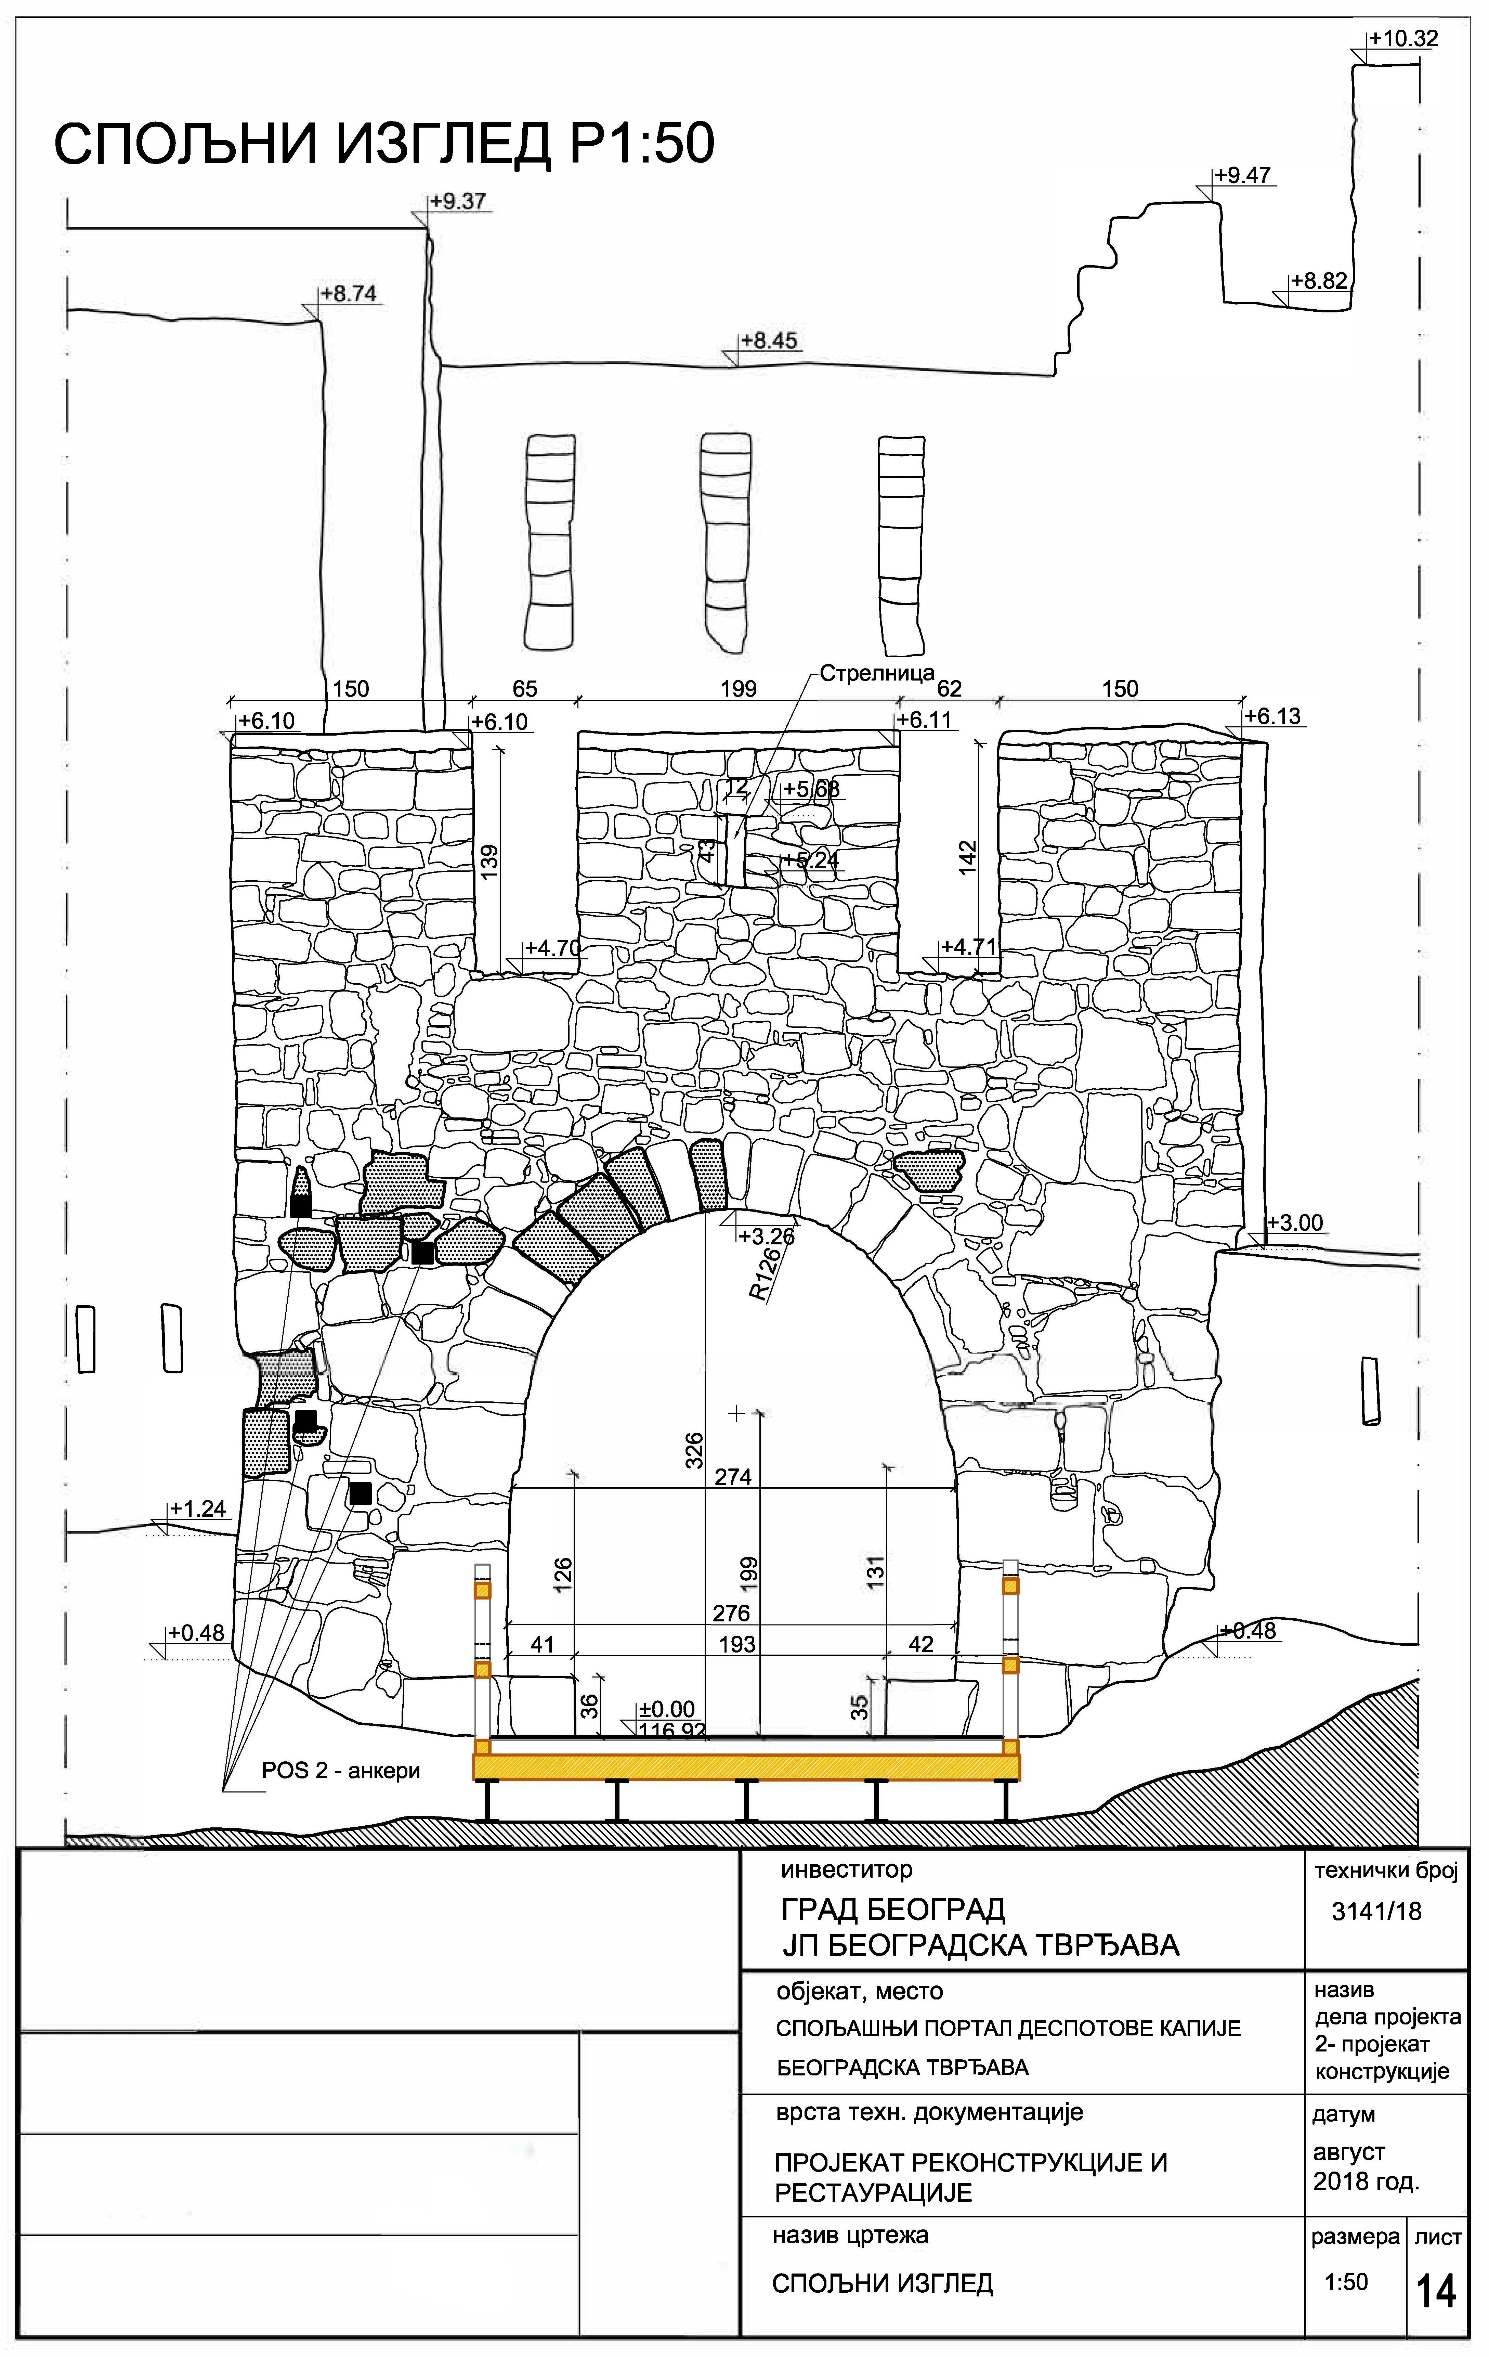 +10.32
СПОЉНИ ИЗГЛЕД Р1:50
+9.47
+9.37
+8.82
+8.74
+8.45
Стрелница
150 65 199 62 150
+6.10 +6.10 +6.11 +6.13
12 +5.68
139 43 +5.24 142
+4.70 +4.71
+3.26 +3.00
R126
326
274
+1.24
126 199 131
276
+0.48 41 193 42 +0.48
36 ±0.00 35
116.92
POS 2 - анкери
инвеститор
ГРАД БЕОГРАД
ЈП БЕОГРАДСКА ТВРЂАВА
технички број
3141/18
објекат, место
СПОЉАШЊИ ПОРТАЛ ДЕСПОТОВЕ КАПИЈЕ
БЕОГРАДСКА ТВРЂАВА
назив
дела пројекта
2- пројекат
конструкције
врста техн. документације
ПРОЈЕКАТ РЕКОНСТРУКЦИЈЕ И
РЕСТАУРАЦИЈЕ
датум
август
2018 год.
назив цртежа
СПОЉНИ ИЗГЛЕД
размера
1:50
лист
14